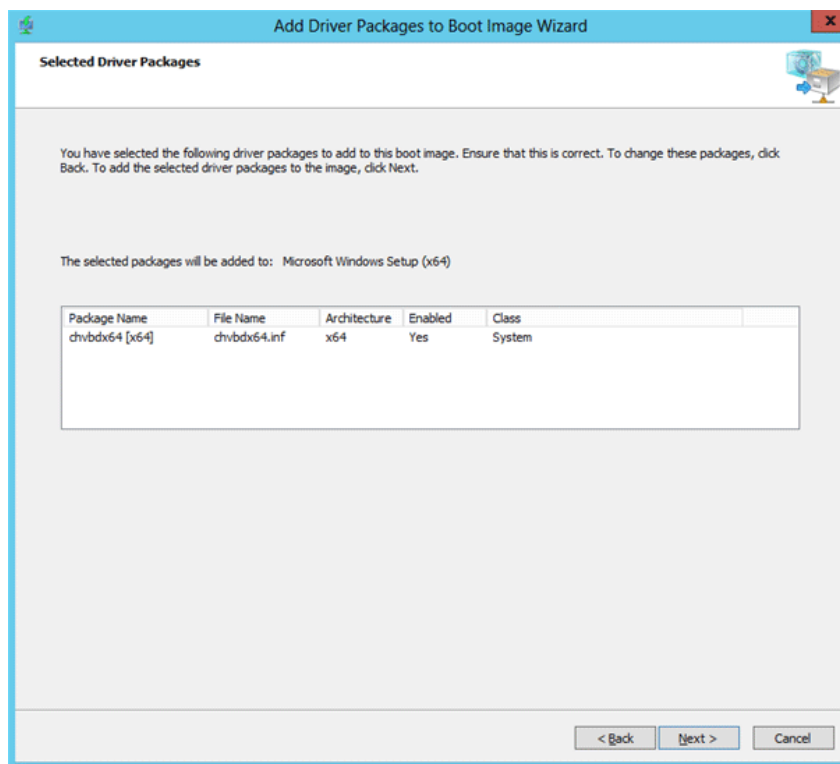 Add Driver Packages to Boot Image Wizard
x
Selected Driver Packages
You have selected the following driver packages to add to this boot image. Ensure that this is correct. To change these packages, click
Back. To add the selected driver packages to the image, click Next.
The selected packages will be added to: Microsoft Windows Setup (x64)
Package Name File Name Architecture Enabled Class
chvbdx64 [x64] chvbdx64.inf x64 Yes System
< Back Next > Cancel